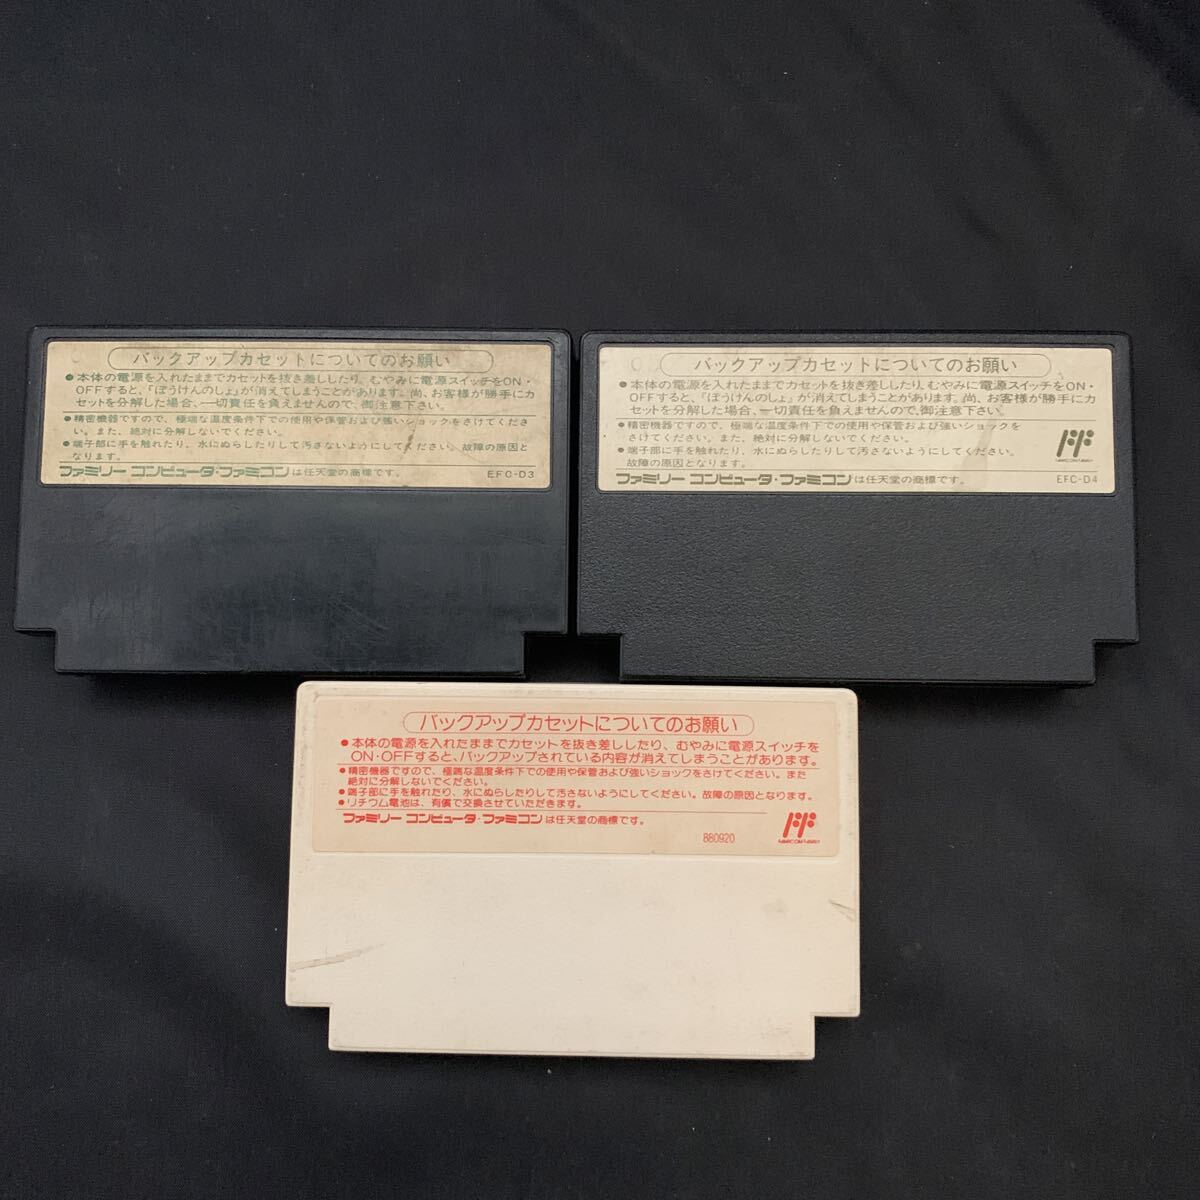 バックアップカセットについてのお願い
●本体の電源を入れたままでカセットを抜き差ししたり、むやみに電源スイッチをON・
OFFすると、「ぼうけんのしょ」が消えてしまうことがあります。尚、お客様が勝手にカ
セットを分解した場合、一切責任を負えませんので、御注意下さい。
●精密機器ですので、極端な温度条件下での使用や保管および強いショックをさけてくださ
い。また、絶対に分解しないでください。
●端子部に手を触れたり、水にぬらしたりして汚さないようにしてください。故障の原因と
なります。
ファミリー コンピュータ・ファミコンは任天堂の商標です。
EFC-D3
バックアップカセットについてのお願い
●本体の電源を入れたままでカセットを抜き差ししたり、むやみに電源スイッチをON・
OFFすると、「ぼうけんのしょ」が消えてしまうことがあります。尚、お客様が勝手にカ
セットを分解した場合、一切責任を負えませんので、御注意下さい。
●精密機器ですので、極端な温度条件下での使用や保管および強いショックを
さけてください。また、絶対に分解しないでください。
●端子部に手を触れたり、水にぬらしたりして汚さないようにしてください。
故障の原因となります。
ファミリー コンピュータ・ファミコンは任天堂の商標です。
FAMICOM FAMILY
EFC-D4
バックアップカセットについてのお願い
●本体の電源を入れたままでカセットを抜き差ししたり、むやみに電源スイッチを
ON・OFFすると、バックアップされている内容が消えてしまうことがあります。
●精密機器ですので、極端な温度条件下での使用や保管および強いショックをさけてください。また
絶対に分解しないでください。
●端子部に手を触れたり、水にぬらしたりして汚さないようにしてください。故障の原因となります。
●リチウム電池は、有償で交換させていただきます。
ファミリー コンピュータ・ファミコンは任天堂の商標です。
880920
FAMICOM FAMILY